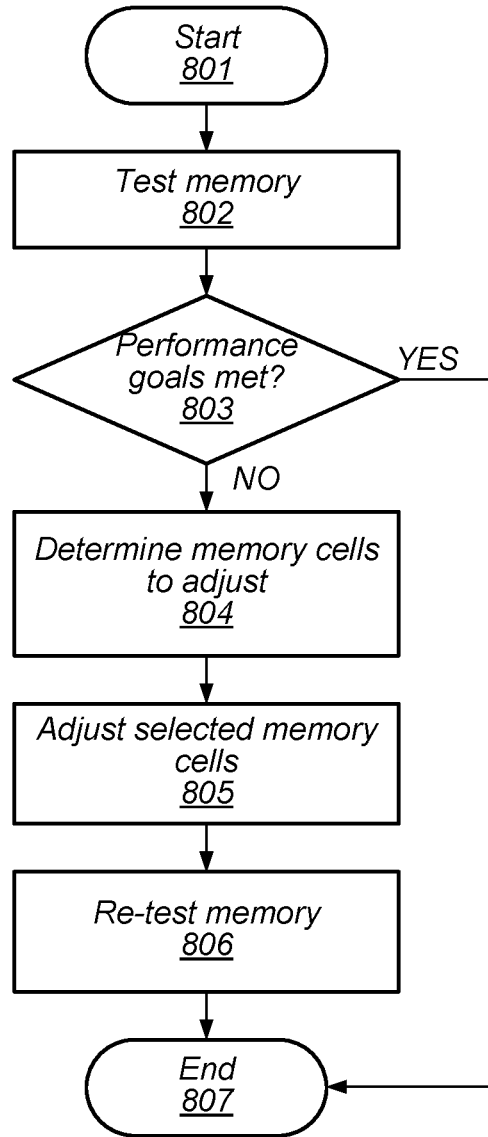 Start
801
Test memory
802
Performance
goals met?
803
YES
NO
Determine memory cells
to adjust
804
Adjust selected memory
cells
805
Re-test memory
806
End
807